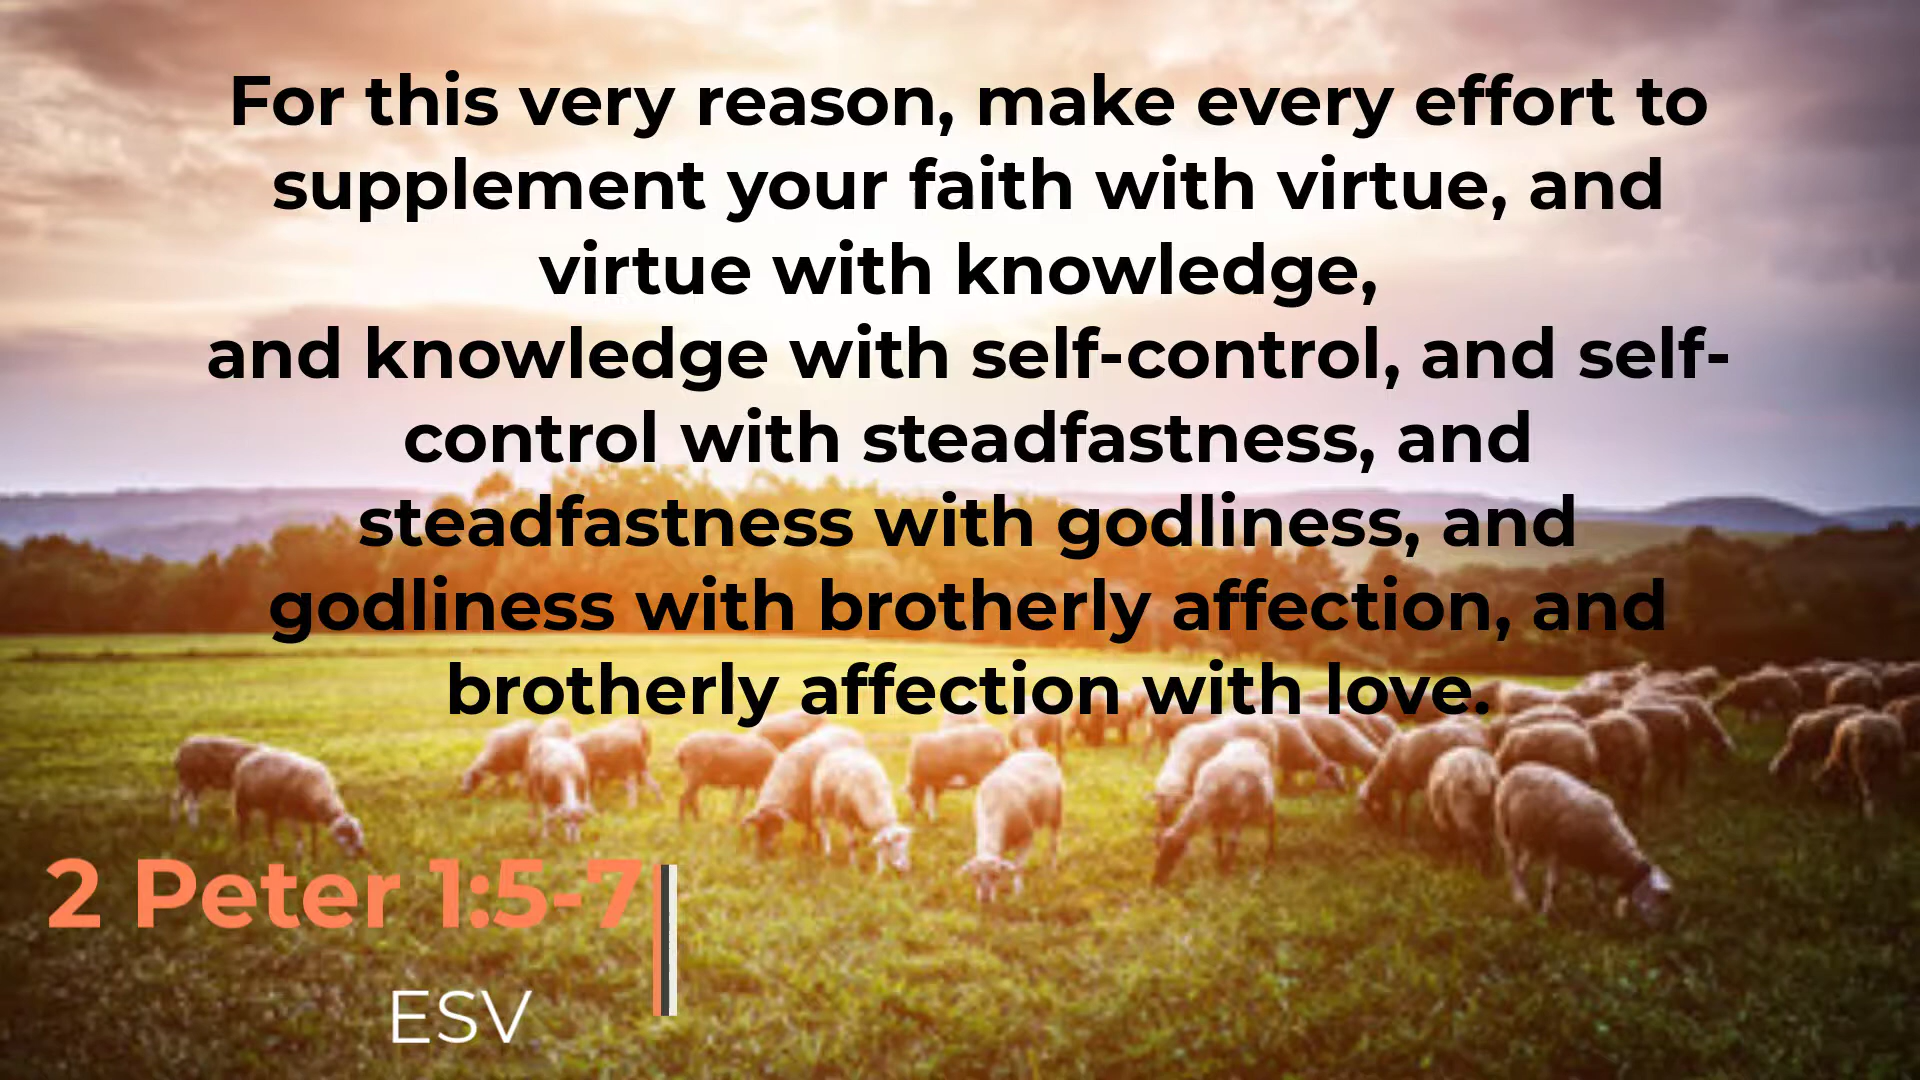 For this very reason, make every effort to
supplement your faith with virtue, and
virtue with knowledge,
and knowledge with self-control, and self-
control with steadfastness, and
steadfastness with godliness, and
godliness with brotherly affection, and
brotherly affection with love.
2 Peter 1:5-7
ESV